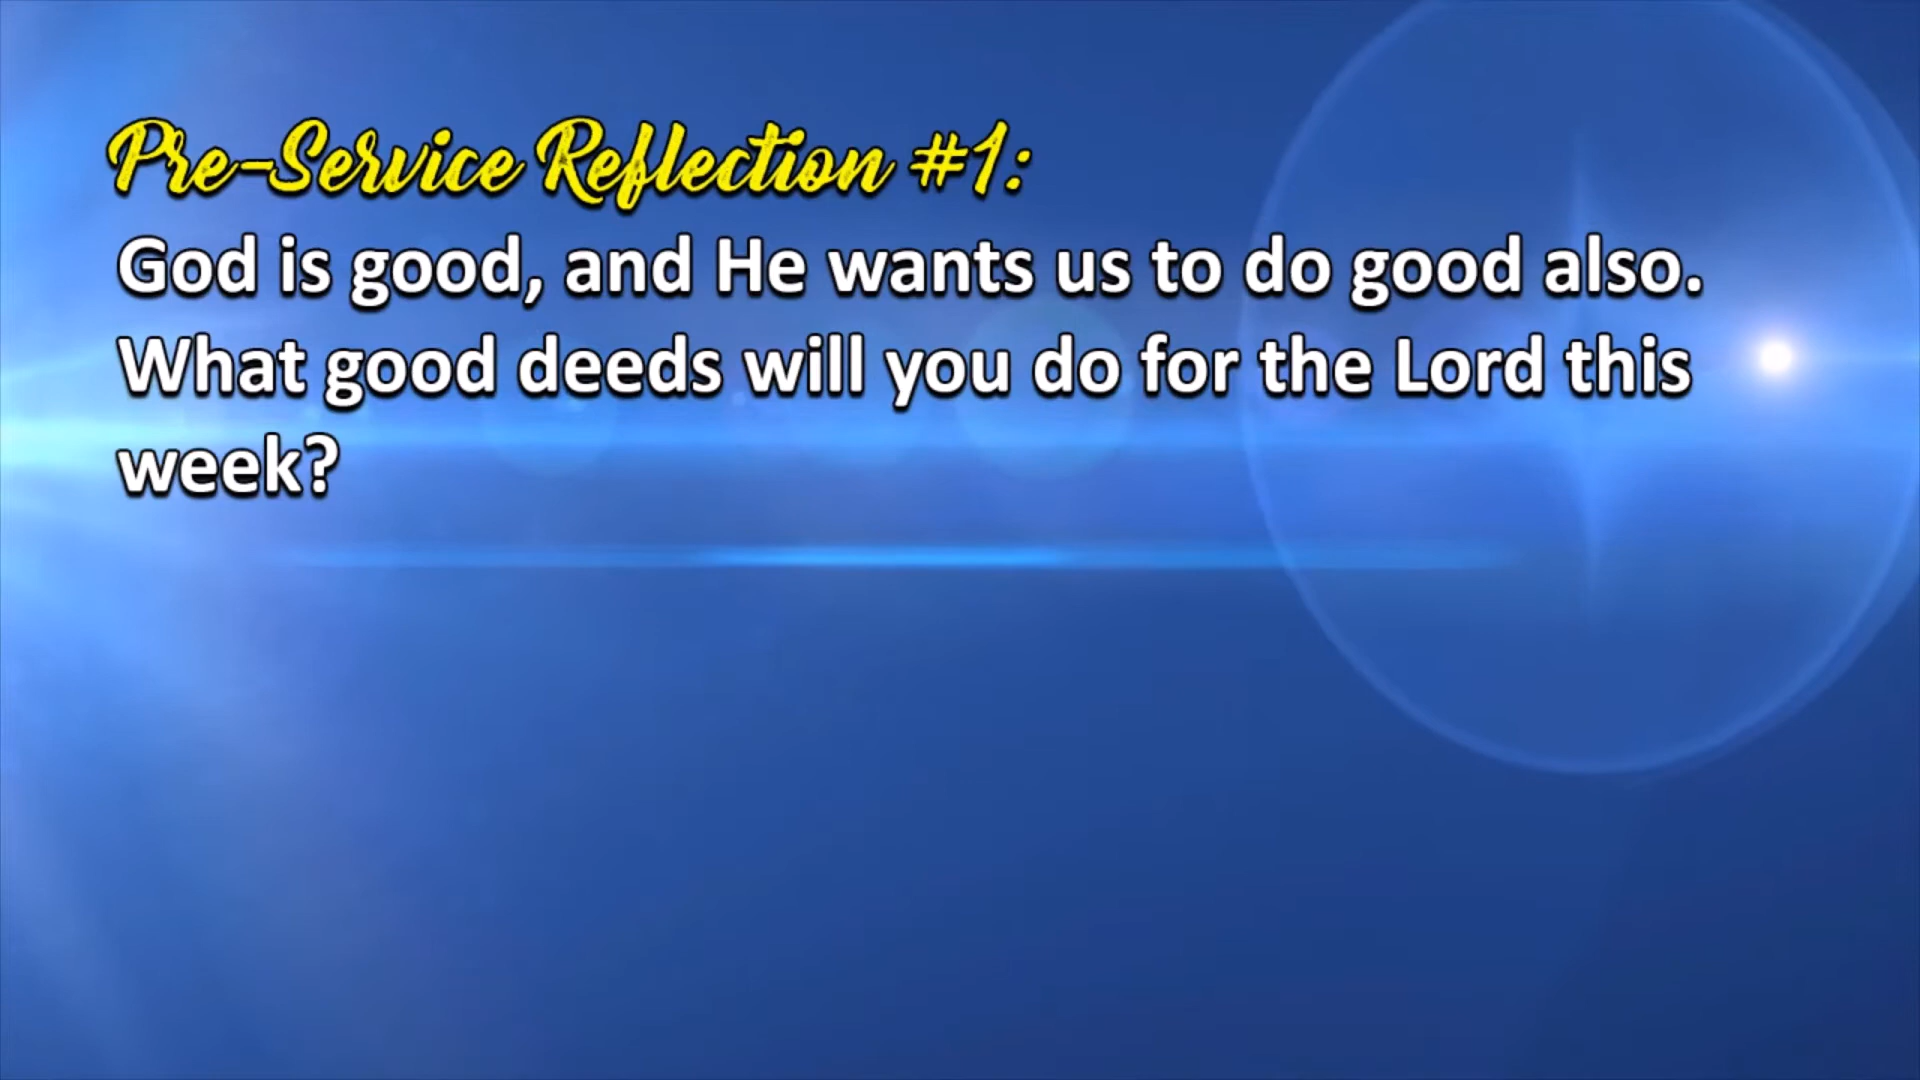 Pre-Service Reflection #1:
God is good, and He wants us to do good also.
What good deeds will you do for the Lord this
week?